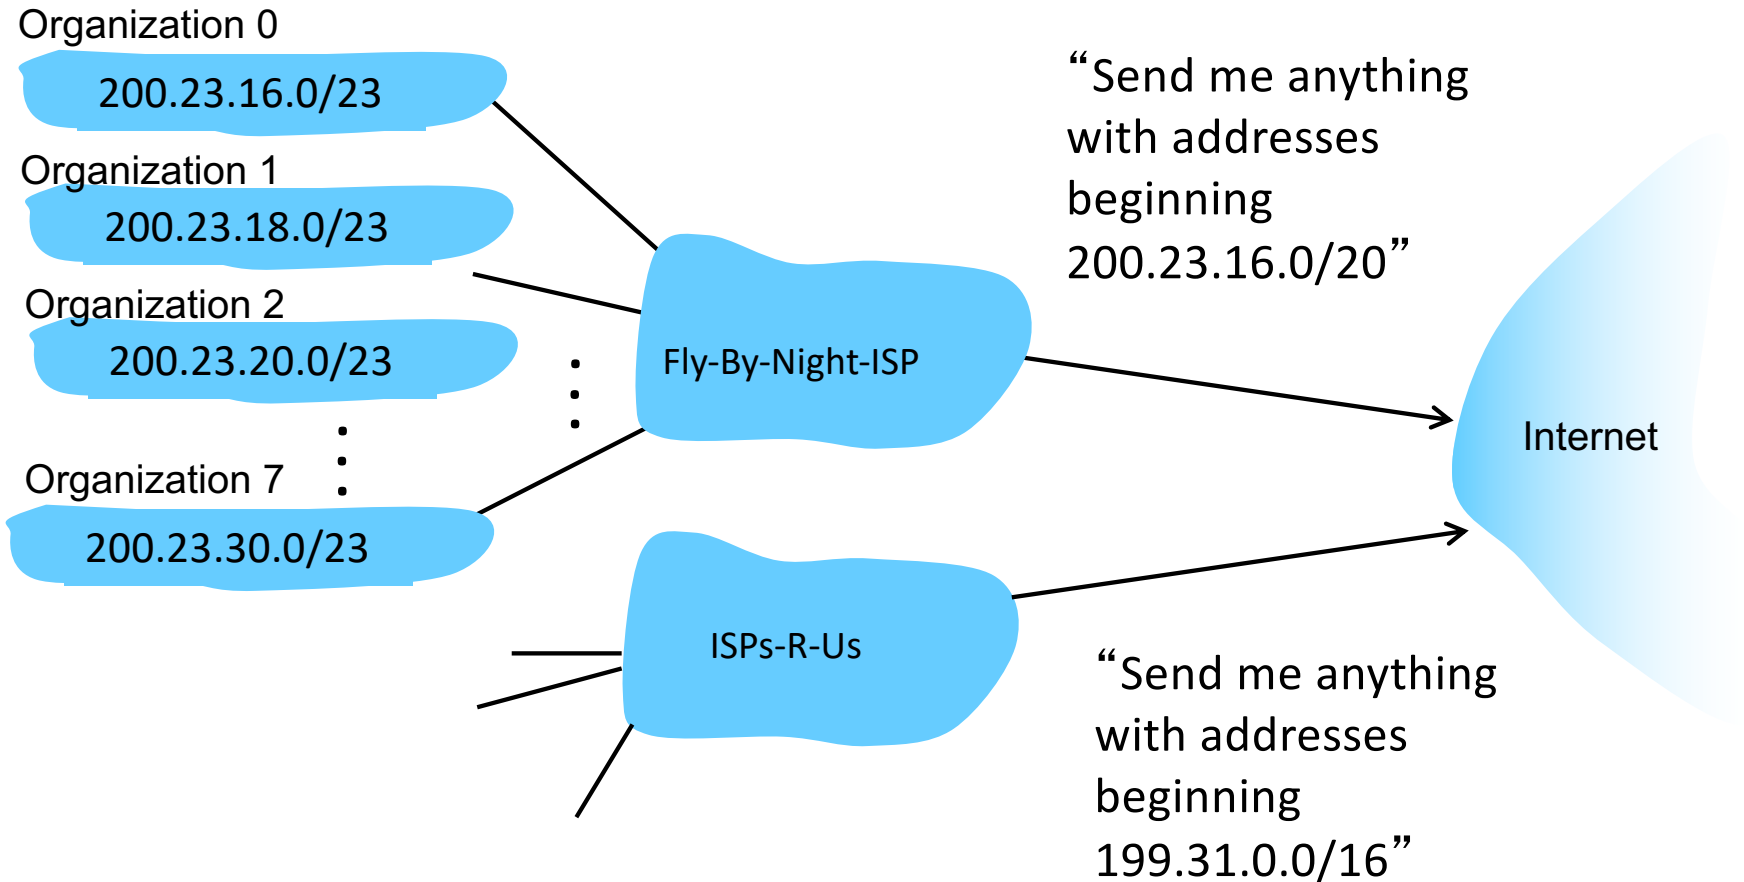 Organization 0
200.23.16.0/23
Organization 1
200.23.18.0/23
Organization 2
200.23.20.0/23
Organization 7
200.23.30.0/23
Fly-By-Night-ISP
ISPs-R-Us
“Send me anything
with addresses
beginning
200.23.16.0/20”
Internet
“Send me anything
with addresses
beginning
199.31.0.0/16”